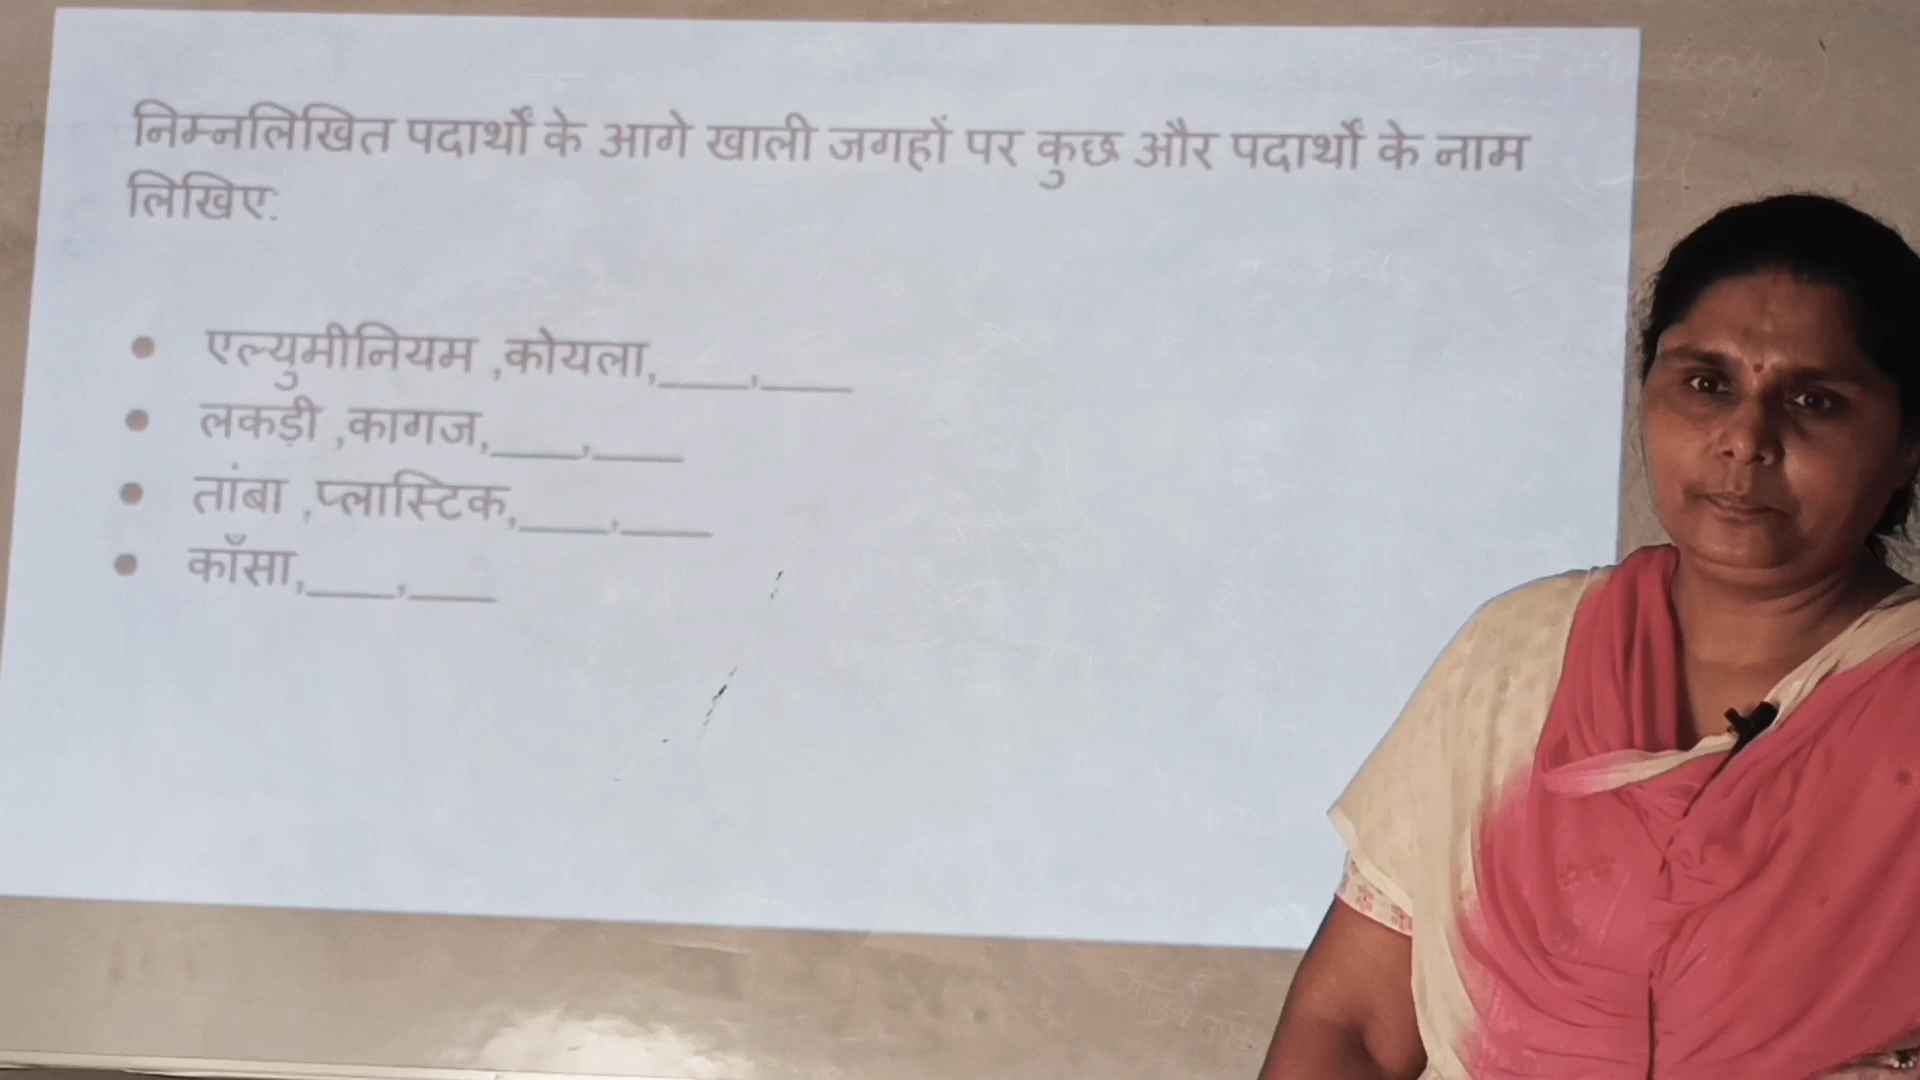 निम्नलिखित पदार्थों के आगे खाली जगहों पर कुछ और पदार्थों के नाम
लिखिए:
• एल्युमीनियम ,कोयला,____,____
• लकड़ी ,कागज,____,____
• तांबा ,प्लास्टिक,____,____
• काँसा,____,____